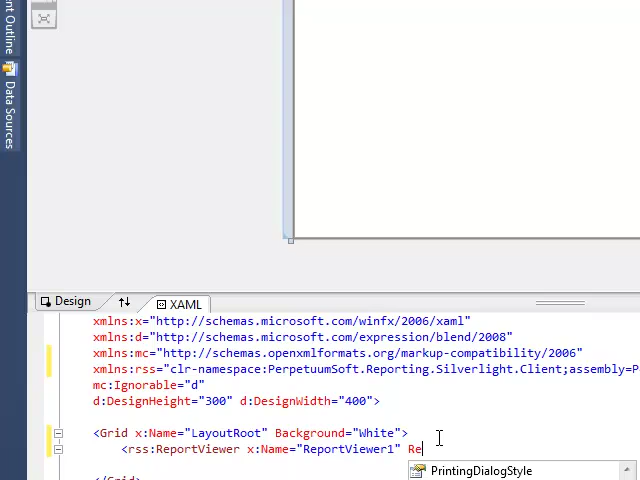 ent Outline
Data Sources
Design
XAML
xmlns:x="http://schemas.microsoft.com/winfx/2006/xaml"
xmlns:d="http://schemas.microsoft.com/expression/blend/2008"
xmlns:mc="http://schemas.openxmlformats.org/markup-compatibility/2006"
xmlns:rss="clr-namespace:PerpetuumSoft.Reporting.Silverlight.Client;assembly=P
mc:Ignorable="d"
d:DesignHeight="300" d:DesignWidth="400">
<Grid x:Name="LayoutRoot" Background="White">
<rss:ReportViewer x:Name="ReportViewer1" Re
PrintingDialogStyle
</Grid>